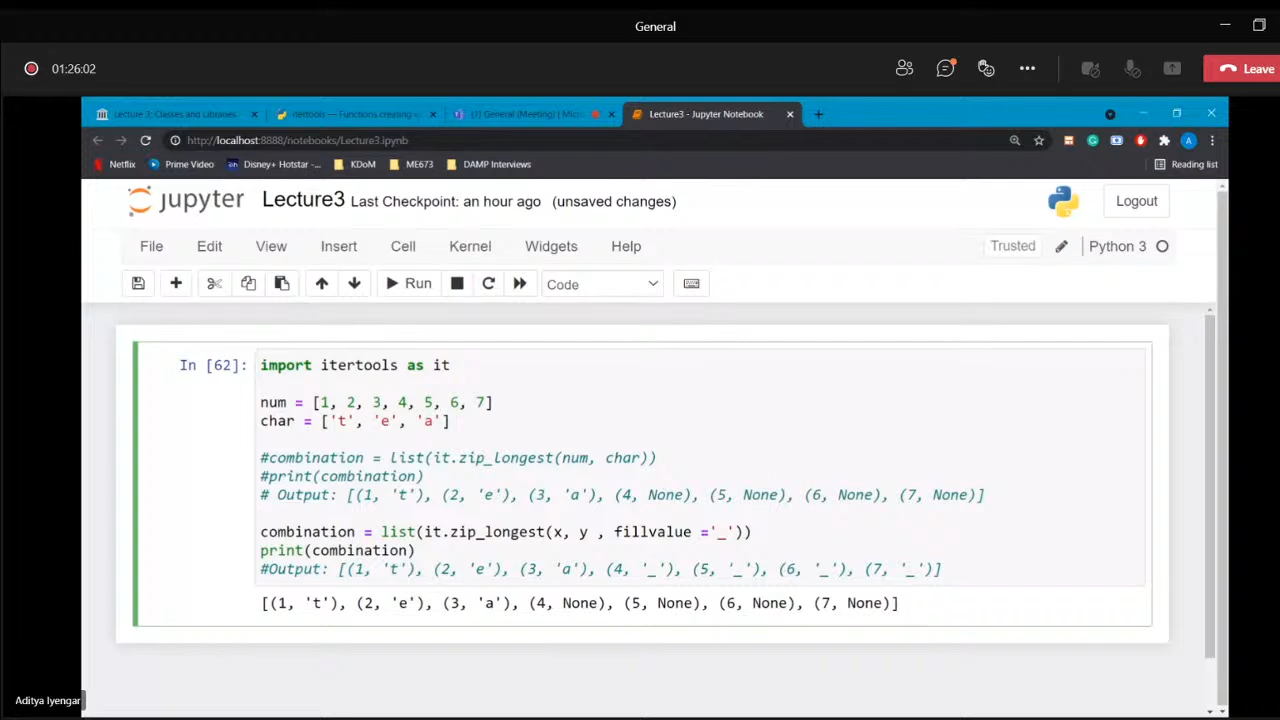 General
01:26:02
Leave
Lecture 3: Classes and Libraries
itertools — Functions creating
(1) General (Meeting) | Micr
Lecture3 - Jupyter Notebook
http://localhost:8888/notebooks/Lecture3.ipynb
A
Netflix
Prime Video
Disney+ Hotstar -...
KDoM
ME673
DAMP Interviews
Reading list
jupyter
Lecture3 Last Checkpoint: an hour ago (unsaved changes)
Logout
File Edit View Insert Cell Kernel Widgets Help
Trusted
Python 3
Run
Code
In [62]:
import itertools as it
num = [1, 2, 3, 4, 5, 6, 7]
char = ['t', 'e', 'a']
#combination = list(it.zip_longest(num, char))
#print(combination)
# Output: [(1, 't'), (2, 'e'), (3, 'a'), (4, None), (5, None), (6, None), (7, None)]
combination = list(it.zip_longest(x, y , fillvalue ='_'))
print(combination)
#Output: [(1, 't'), (2, 'e'), (3, 'a'), (4, '_'), (5, '_'), (6, '_'), (7, '_')]
[(1, 't'), (2, 'e'), (3, 'a'), (4, None), (5, None), (6, None), (7, None)]
Aditya Iyengar